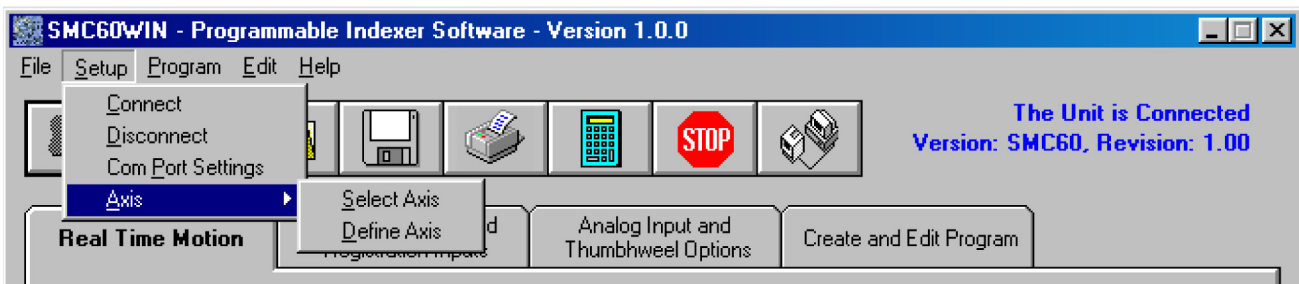 SMC60WIN - Programmable Indexer Software - Version 1.0.0
File Setup Program Edit Help
Connect
Disconnect
Com Port Settings
Axis
Select Axis
Define Axis
STOP
The Unit is Connected
Version: SMC60, Revision: 1.00
Real Time Motion
Registration Inputs
Analog Input and
Thumbhweel Options
Create and Edit Program